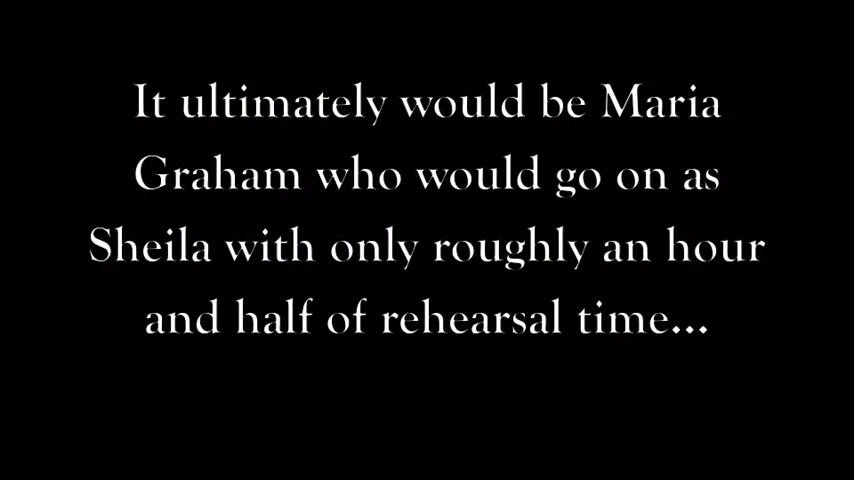 It ultimately would be Maria
Graham who would go on as
Sheila with only roughly an hour
and half of rehearsal time...